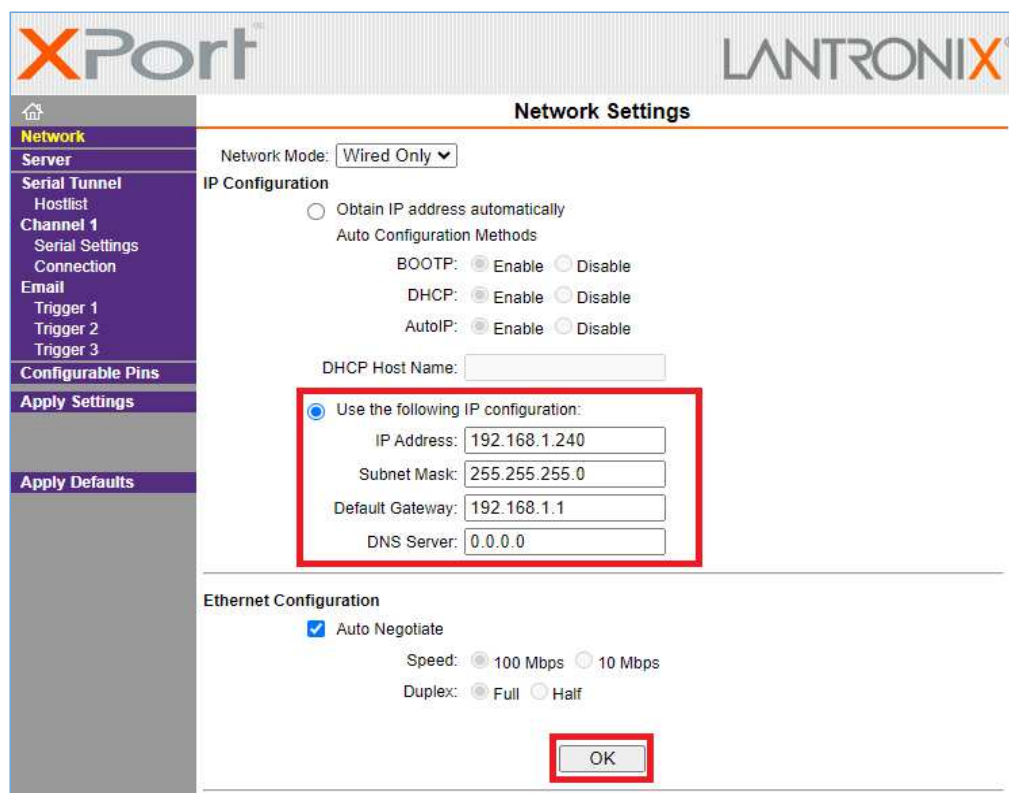 XPort®
LANTRONIX®
Network Settings
Network
Server
Serial Tunnel
Hostlist
Channel 1
Serial Settings
Connection
Email
Trigger 1
Trigger 2
Trigger 3
Configurable Pins
Apply Settings
Apply Defaults
Network Mode: Wired Only
IP Configuration
Obtain IP address automatically
Auto Configuration Methods
BOOTP: Enable Disable
DHCP: Enable Disable
AutoIP: Enable Disable
DHCP Host Name:
Use the following IP configuration:
IP Address: 192.168.1.240
Subnet Mask: 255.255.255.0
Default Gateway: 192.168.1.1
DNS Server: 0.0.0.0
Ethernet Configuration
Auto Negotiate
Speed: 100 Mbps 10 Mbps
Duplex: Full Half
OK